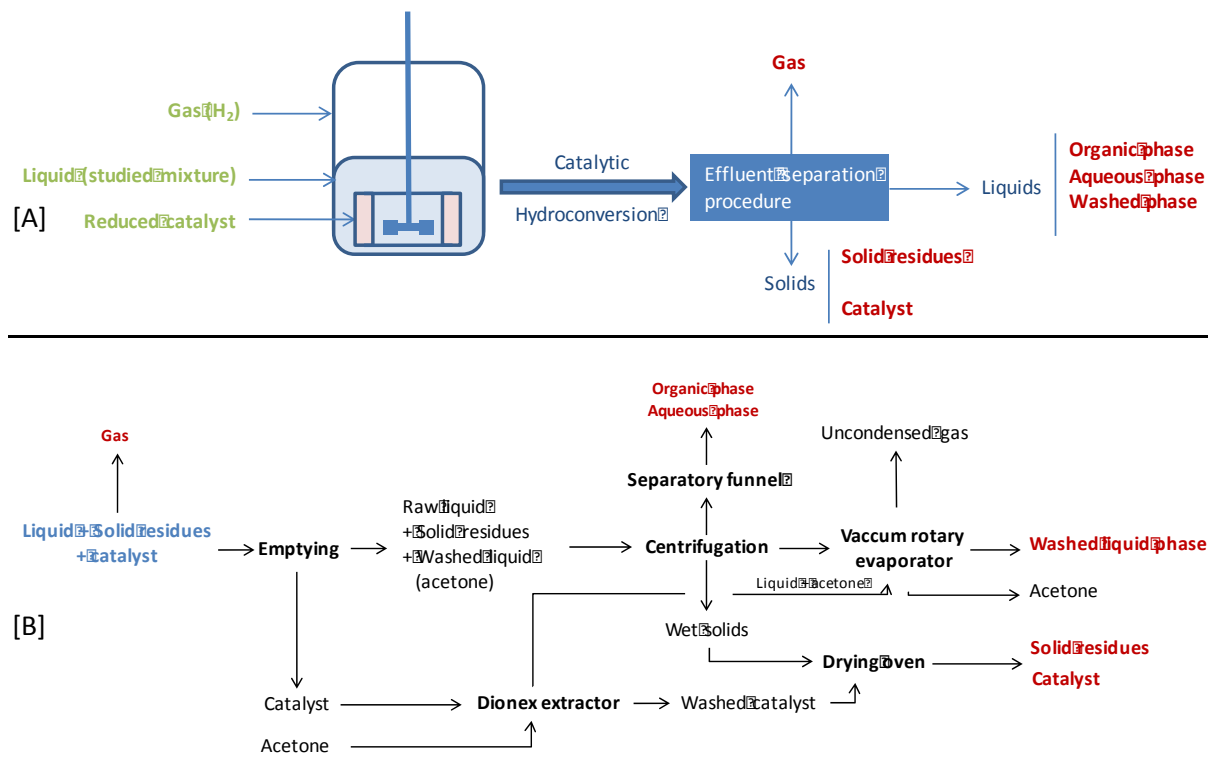 Gas
Gas (H₂)
Catalytic
Hydroconversion
Effluent separation
procedure
Organic phase
Aqueous phase
Washed phase
Liquid (studied mixture)
Liquids
[A]
Reduced catalyst
Solid residues
Solids
Catalyst
Organic phase
Aqueous phase
Gas
Uncondensed gas
Separatory funnel
Liquid + Solid residues
+ catalyst
Emptying
Raw liquid
+ Solid residues
+ Washed liquid
(acetone)
Centrifugation
Vaccum rotary
evaporator
Washed liquid phase
Liquid + acetone
Acetone
[B]
Wet solids
Drying oven
Solid residues
Catalyst
Catalyst
Dionex extractor
Washed catalyst
Acetone